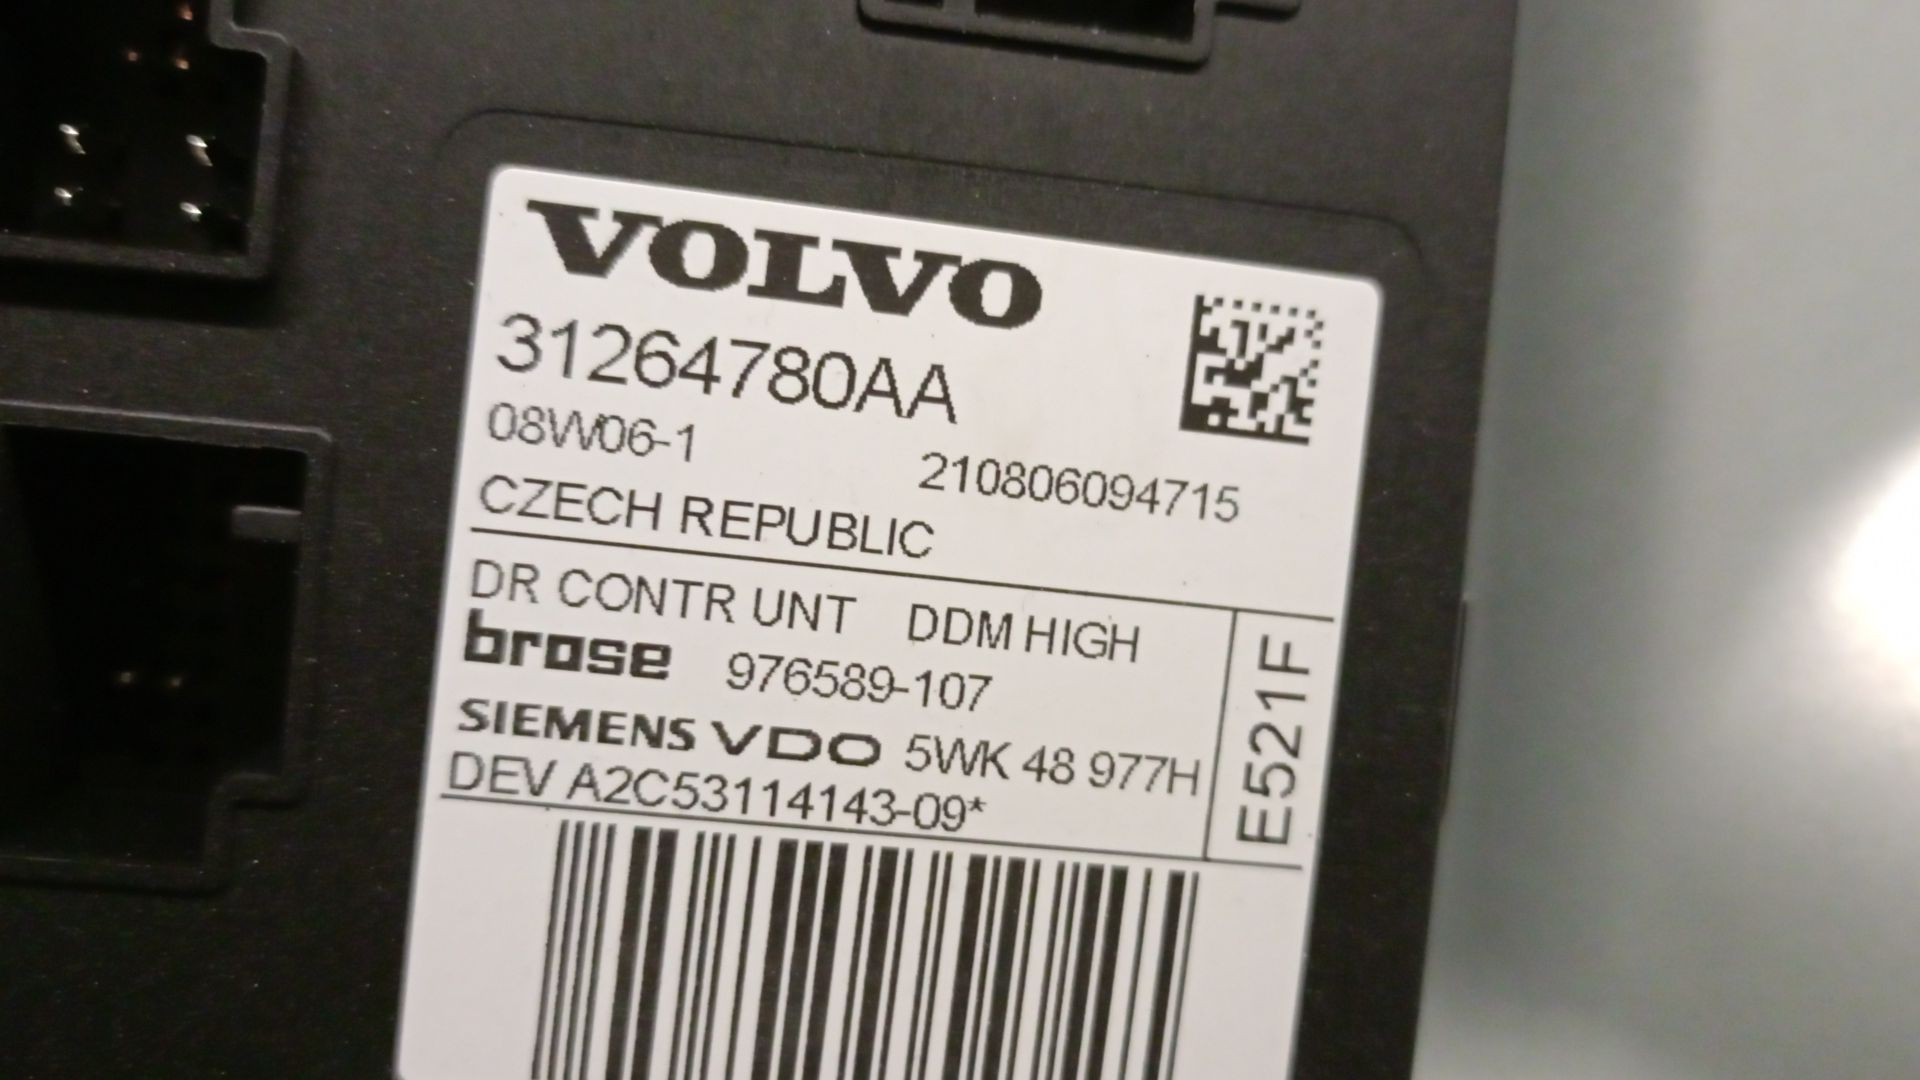 VOLVO
31264780AA
08W06-1
210806094715
CZECH REPUBLIC
DR CONTR UNT DDM HIGH
brose 976589-107
SIEMENS VDO 5WK 48 977H
DEV A2C53114143-09*
E521F